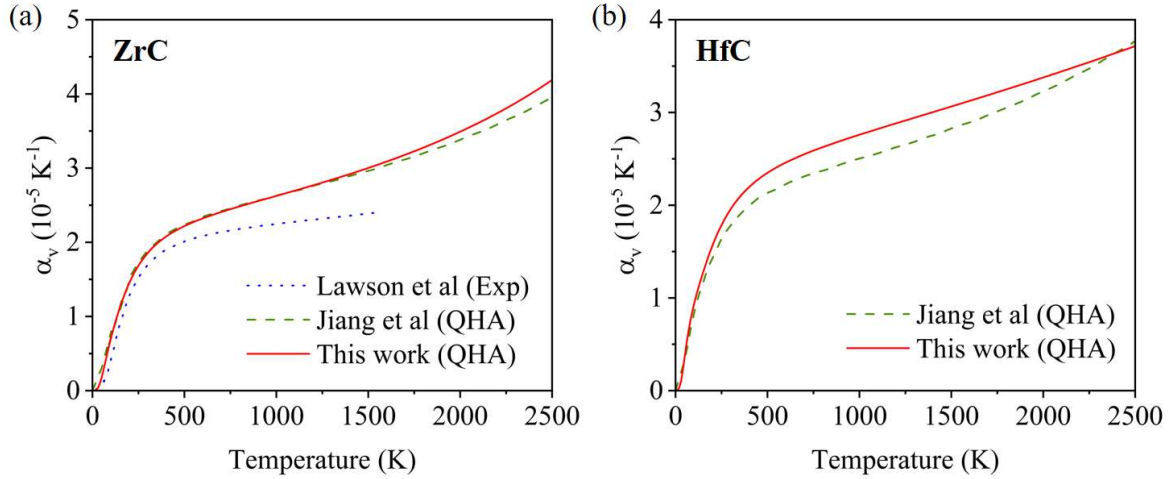 (a)
ZrC
5
4
3
2
1
0
αv (10-5 K-1)
Lawson et al (Exp)
Jiang et al (QHA)
This work (QHA)
0 500 1000 1500 2000 2500
Temperature (K)
(b)
HfC
4
3
2
1
0
αv (10-5 K-1)
Jiang et al (QHA)
This work (QHA)
0 500 1000 1500 2000 2500
Temperature (K)